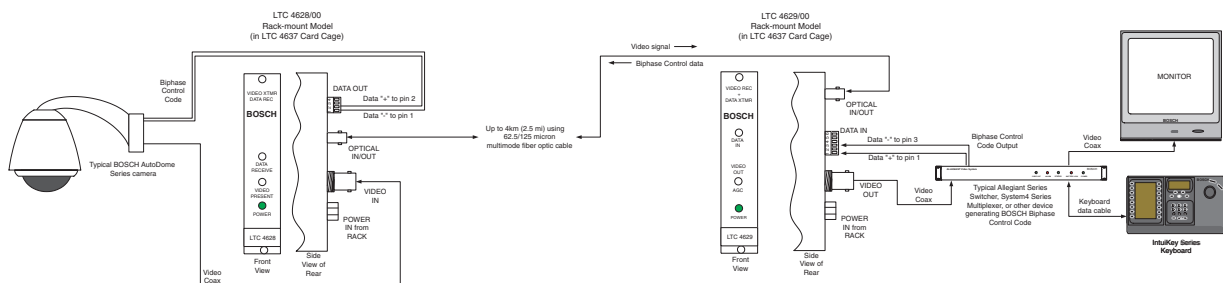 LTC 4628/00
Rack-mount Model
(in LTC 4637 Card Cage)
Biphase
Control
Code
Typical BOSCH AutoDome
Series camera
Video
Coax
VIDEO XTMR
DATA REC
BOSCH
DATA
RECEIVE
VIDEO
PRESENT
POWER
LTC 4628
Front
View
Side
View of
Rear
DATA OUT
Data "+" to pin 2
Data "-" to pin 1
OPTICAL
IN/OUT
VIDEO
IN
POWER
IN from
RACK
Up to 4km (2.5 mi) using
62.5/125 micron
multimode fiber optic cable
LTC 4629/00
Rack-mount Model
(in LTC 4637 Card Cage)
Video signal
Biphase Control data
VIDEO REC
+
DATA XTMR
BOSCH
DATA
IN
VIDEO
OUT
AGC
POWER
LTC 4629
Front
View
Side
View of
Rear
OPTICAL
IN/OUT
DATA IN
Data "-" to pin 3
Data "+" to pin 1
VIDEO
OUT
POWER
IN from
RACK
Video
Coax
Biphase Control
Code Output
Typical Allegiant Series
Switcher, System4 Series
Multiplexer, or other device
generating BOSCH Biphase
Control Code
Video
Coax
Keyboard
data cable
MONITOR
BOSCH
IntuiKey Series
Keyboard